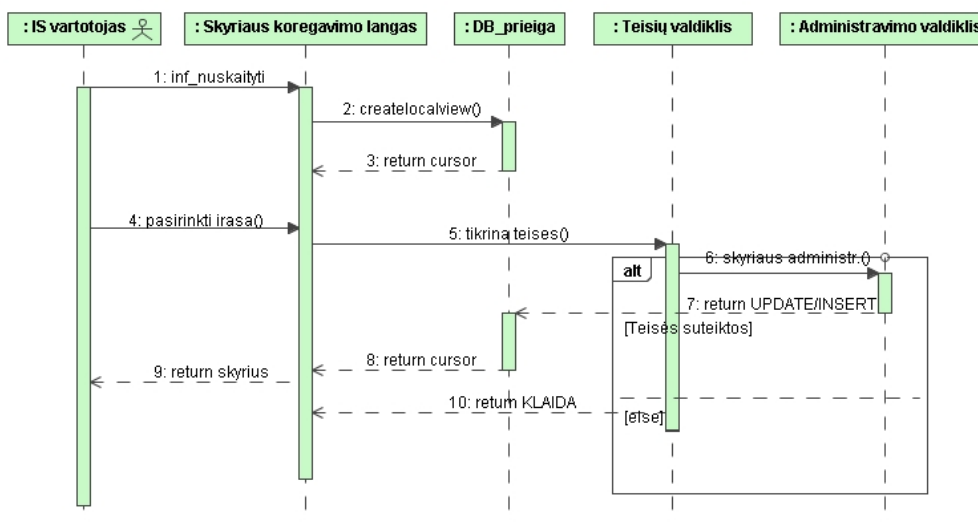 : IS vartotojas
: Skyriaus koregavimo langas
: DB_prieiga
: Teisių valdiklis
: Administravimo valdiklis
1: inf_nuskaityti
2: createlocalview()
3: return cursor
4: pasirinkti irasa()
5: tikrina teises()
6: skyriaus administr.()
alt
7: return UPDATE/INSERT
[Teisės suteiktos]
8: return cursor
9: return skyrius
10: return KLAIDA
[else]